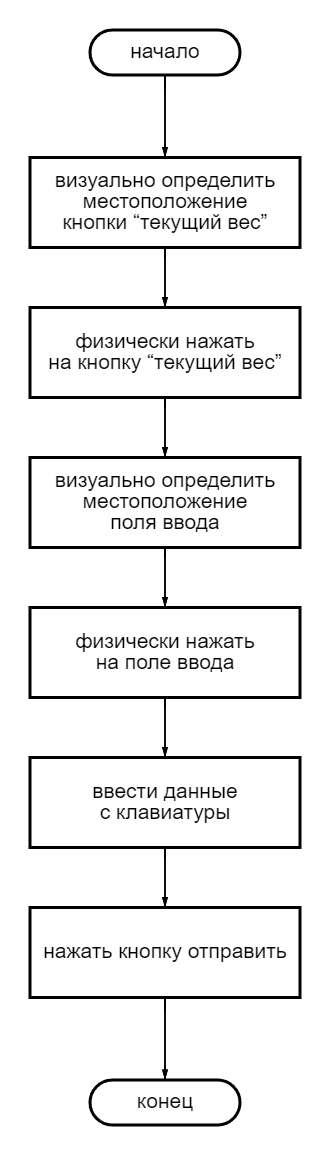 начало
визуально определить
местоположение
кнопки “текущий вес”
физически нажать
на кнопку “текущий вес”
визуально определить
местоположение
поля ввода
физически нажать
на поле ввода
ввести данные
с клавиатуры
нажать кнопку отправить
конец